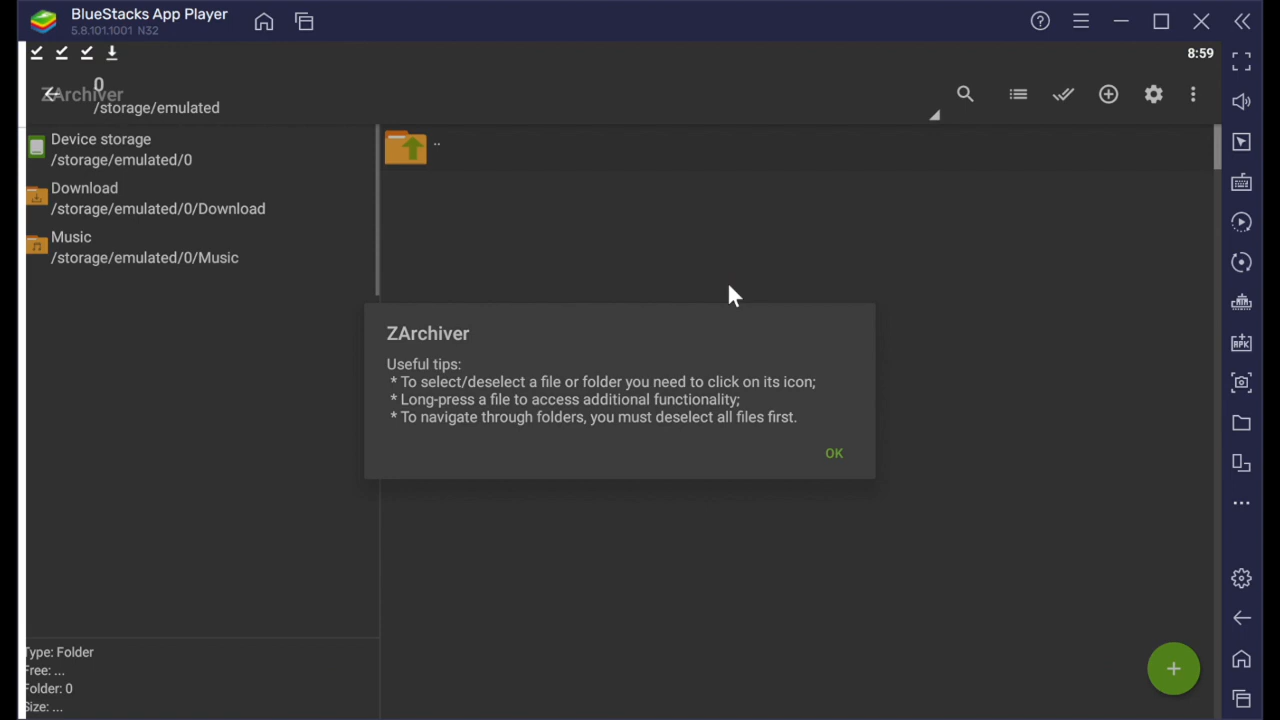 BlueStacks App Player
5.8.101.1001 N32
8:59
ZArchiver
0
/storage/emulated
Device storage
/storage/emulated/0
Download
/storage/emulated/0/Download
Music
/storage/emulated/0/Music
..
ZArchiver
Useful tips:
* To select/deselect a file or folder you need to click on its icon;
* Long-press a file to access additional functionality;
* To navigate through folders, you must deselect all files first.
OK
Type: Folder
Free: ...
Folder: 0
Size: ...
APK